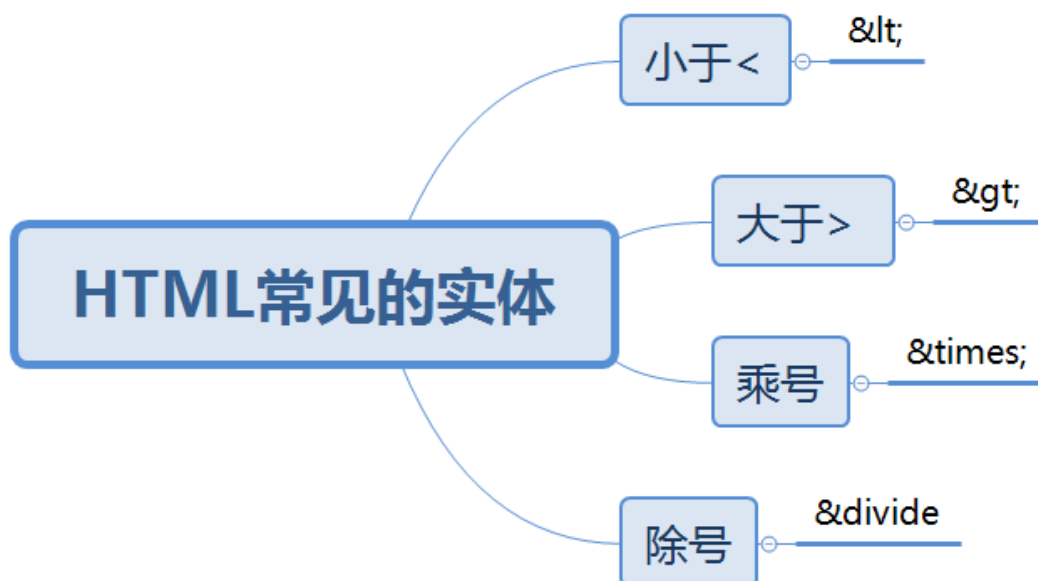 HTML常见的实体
小于<
&lt;
大于>
&gt;
乘号
&times;
除号
&divide